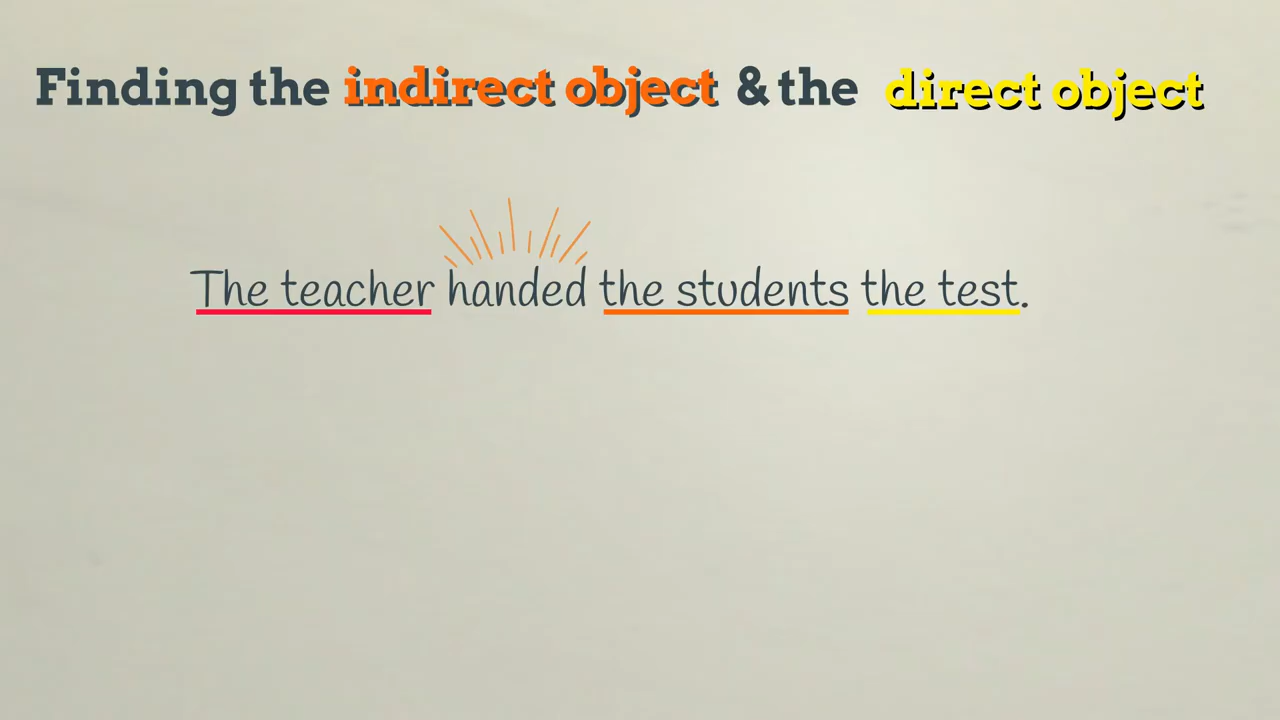 Finding the indirect object & the direct object
The teacher handed the students the test.